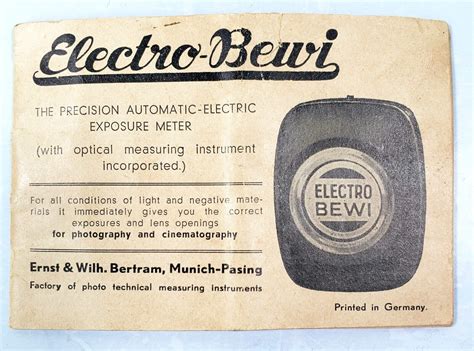 Electro-Bewi
THE PRECISION AUTOMATIC-ELECTRIC
EXPOSURE METER
(with optical measuring instrument
incorporated.)
For all conditions of light and negative mate-
rials it immediately gives you the correct
exposures and lens openings
for photography and cinematography
Ernst & Wilh. Bertram, Munich-Pasing
Factory of photo technical measuring instruments
ELECTRO
BEWI
Printed in Germany.